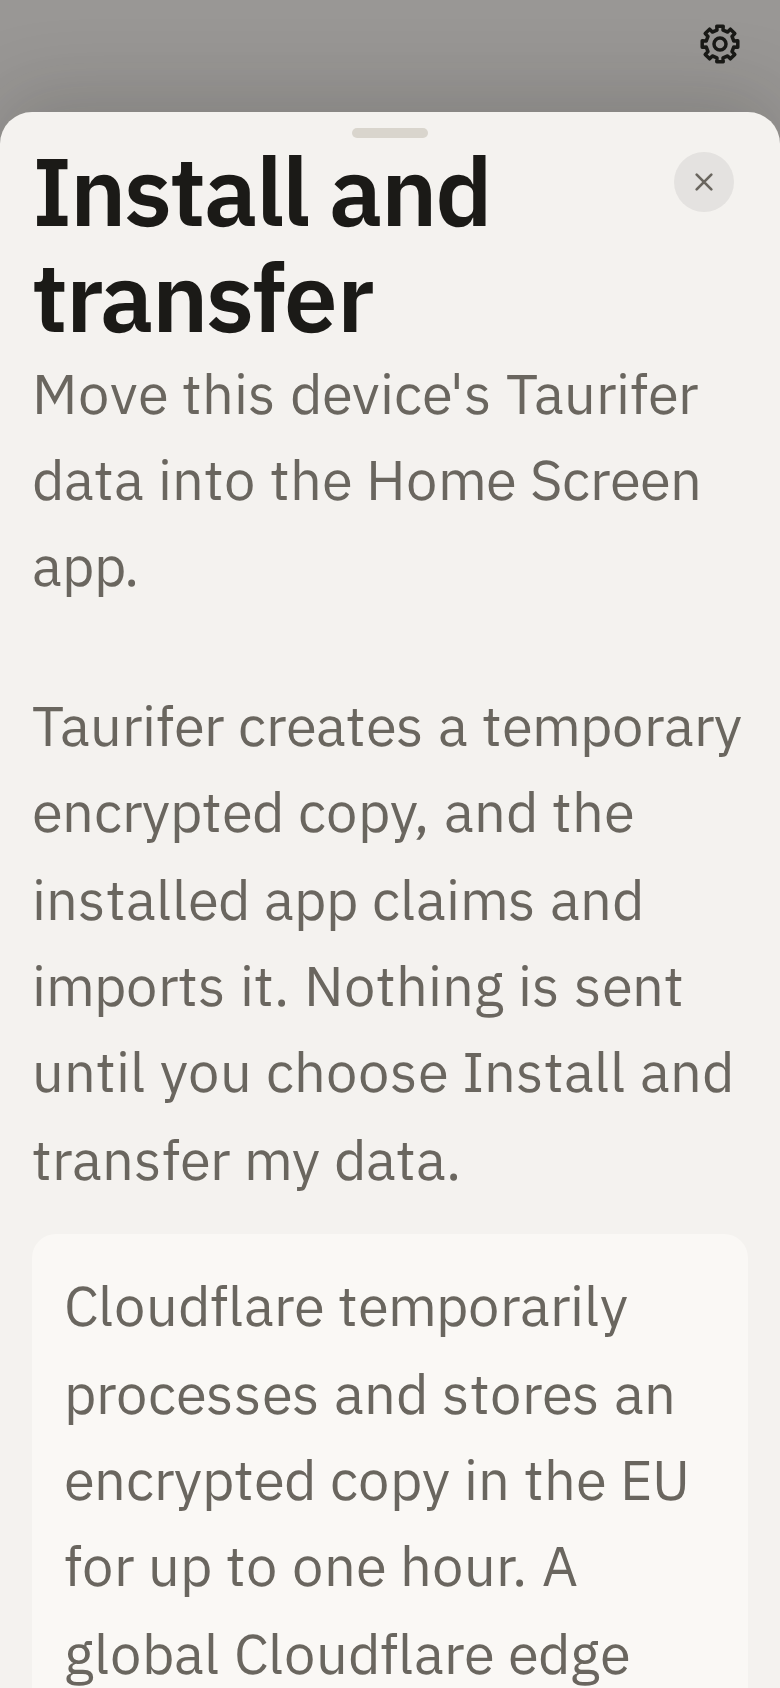 Install and
transfer
Move this device's Taurifer
data into the Home Screen
app.
Taurifer creates a temporary
encrypted copy, and the
installed app claims and
imports it. Nothing is sent
until you choose Install and
transfer my data.
Cloudflare temporarily
processes and stores an
encrypted copy in the EU
for up to one hour. A
global Cloudflare edge